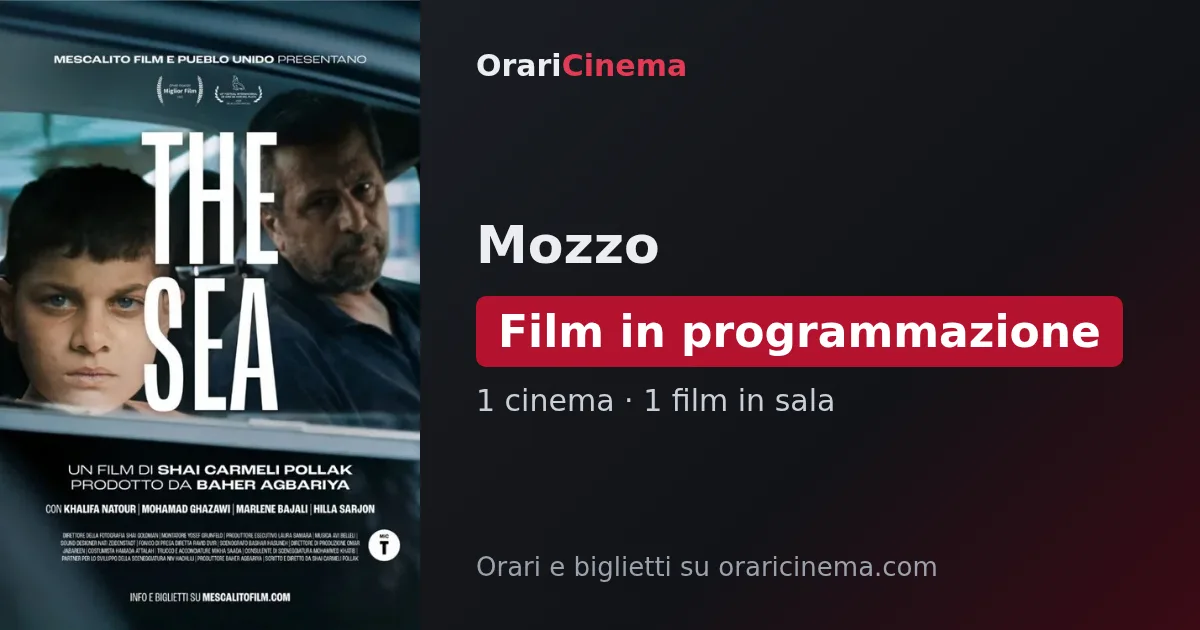 MESCALITO FILM E PUEBLO UNIDO PRESENTANO
Miglior Film
THE
SEA
UN FILM DI SHAI CARMELI POLLAK
PRODOTTO DA BAHER AGBARIYA
CON KHALIFA NATOUR | MOHAMAD GHAZAWI | MARLENE BAJALI | HILLA SARJON
INFO E BIGLIETTI SU MESCALITOFILM.COM
OrariCinema
Mozzo
Film in programmazione
1 cinema · 1 film in sala
Orari e biglietti su oraricinema.com